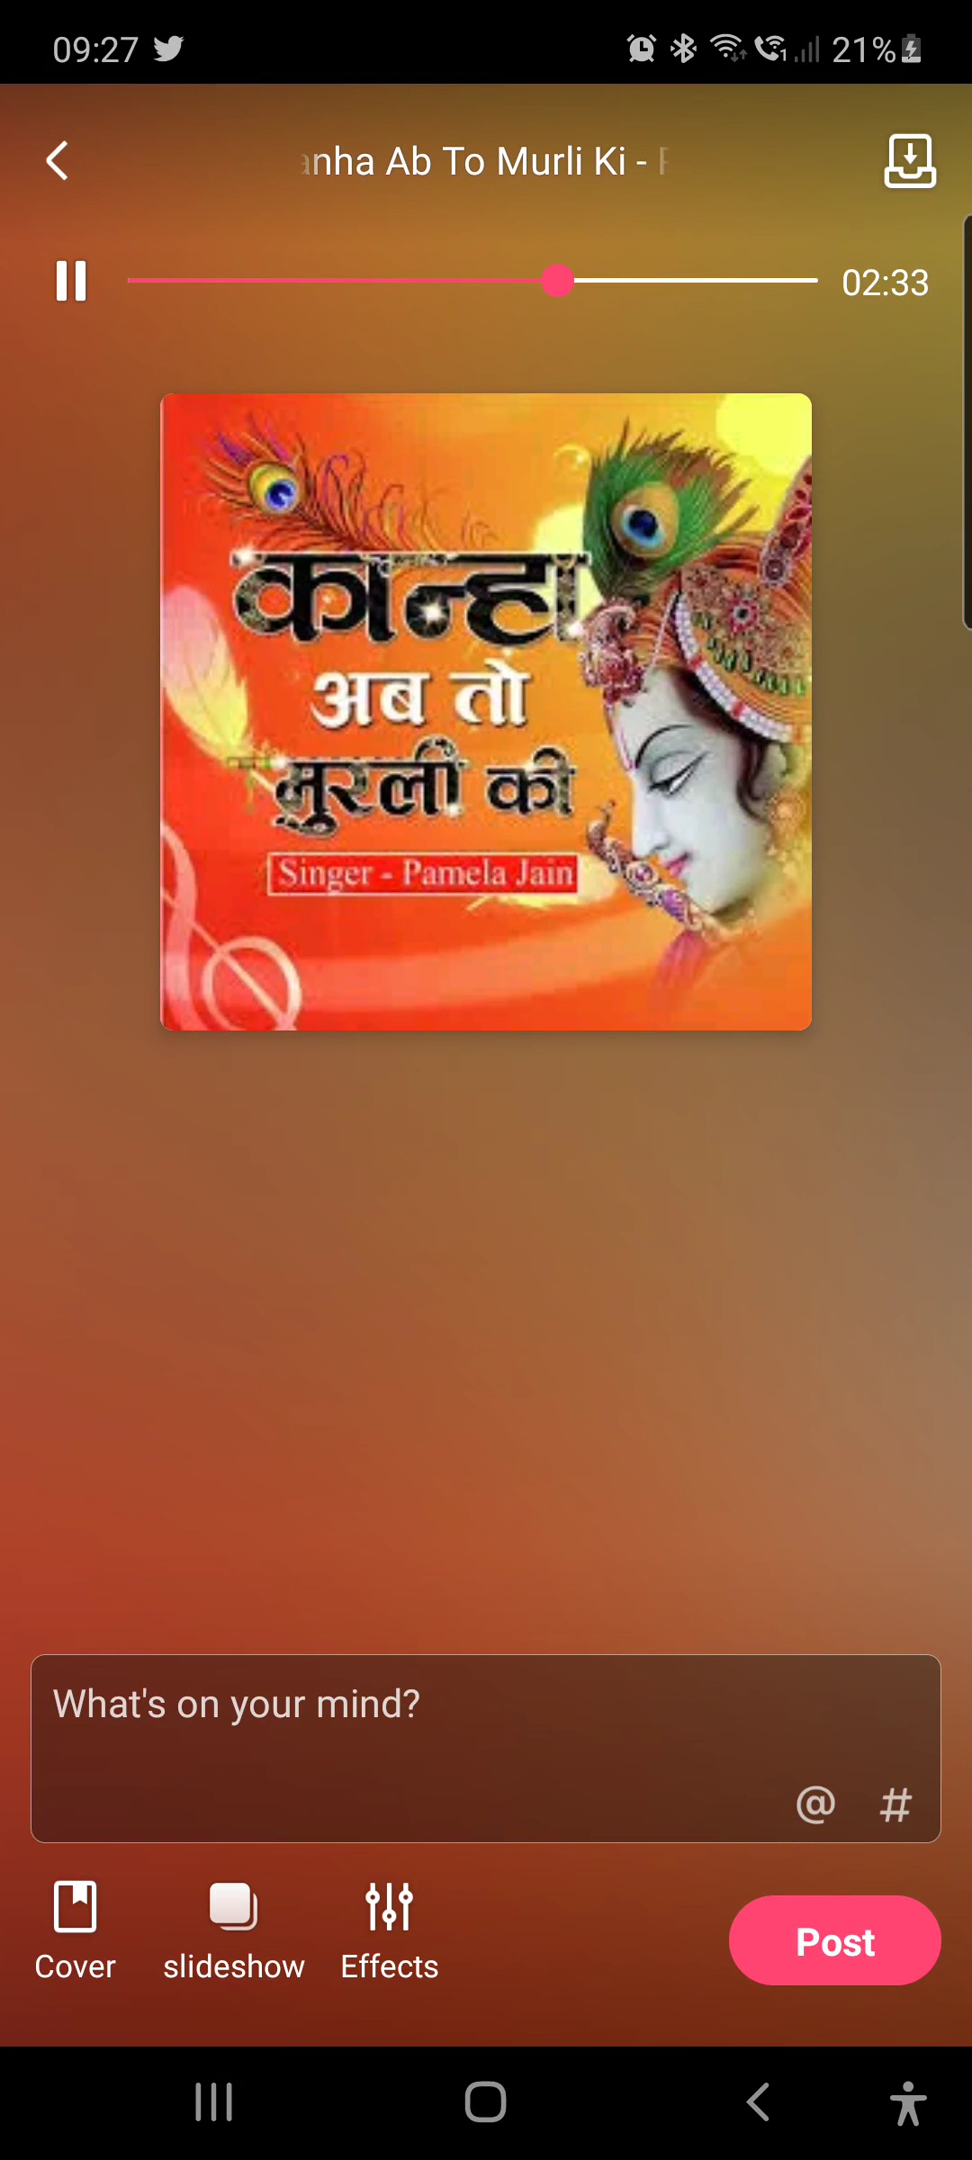 09:27
21%
anha Ab To Murli Ki -
02:33
कान्हा
अब तो
मुरली की
Singer - Pamela Jain
What's on your mind?
@ #
Cover slideshow Effects
Post